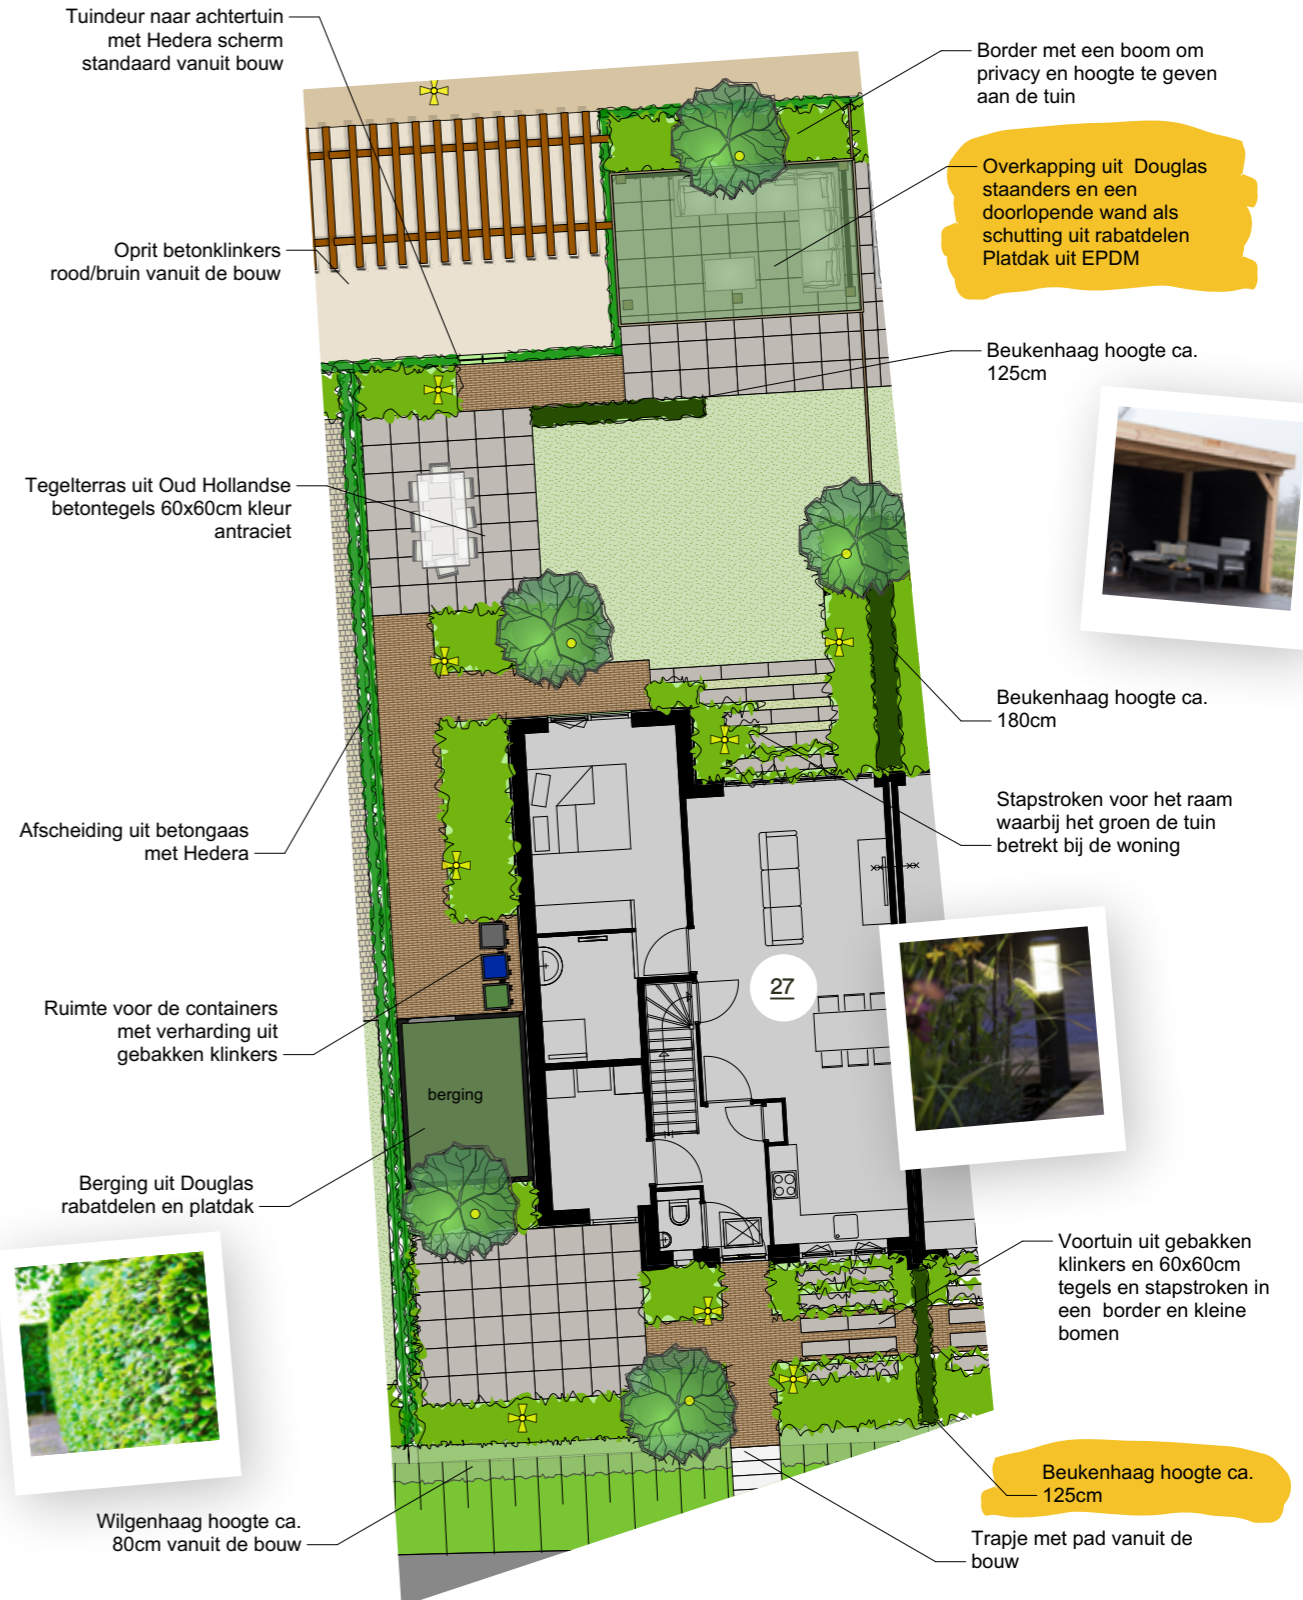 Tuindeur naar achtertuin
met Hedera scherm
standaard vanuit bouw
Border met een boom om
privacy en hoogte te geven
aan de tuin
Overkapping uit Douglas
staanders en een
doorlopende wand als
schutting uit rabatdelen
Platdak uit EPDM
Oprit betonklinkers
rood/bruin vanuit de bouw
Beukenhaag hoogte ca.
125cm
Tegelterras uit Oud Hollandse
betontegels 60x60cm kleur
antraciet
Beukenhaag hoogte ca.
180cm
Stapstroken voor het raam
waarbij het groen de tuin
betrekt bij de woning
Afscheiding uit betongaas
met Hedera
27
Ruimte voor de containers
met verharding uit
gebakken klinkers
berging
Berging uit Douglas
rabatdelen en platdak
Voortuin uit gebakken
klinkers en 60x60cm
tegels en stapstroken in
een border en kleine
bomen
Beukenhaag hoogte ca.
125cm
Wilgenhaag hoogte ca.
80cm vanuit de bouw
Trapje met pad vanuit de
bouw